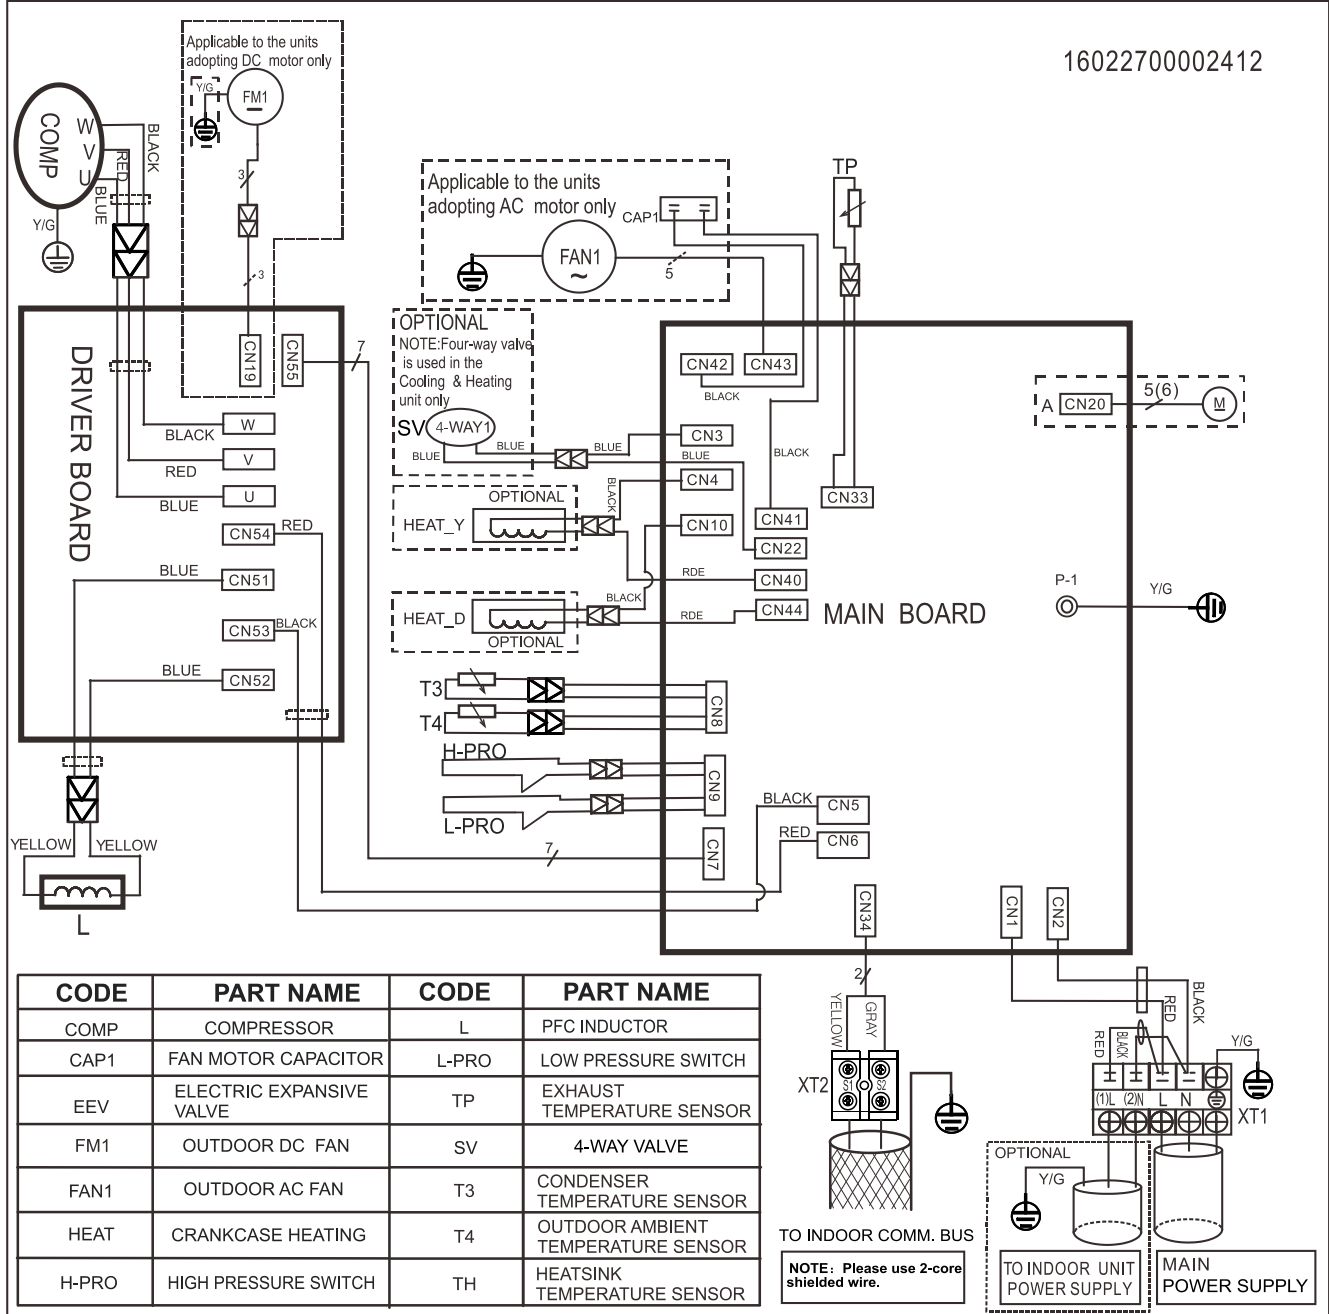 16022700002412
Applicable to the units
adopting DC motor only
Y/G
FM1
COMP
W
V
U
BLACK
RED
BLUE
Y/G
3
3
Applicable to the units
adopting AC motor only
CAP1
FAN1
~
5
TP
DRIVER BOARD
CN19
CN55
7
BLACK
W
RED
V
BLUE
U
CN54
RED
BLUE
CN51
CN53
BLACK
BLUE
CN52
YELLOW
YELLOW
L
OPTIONAL
NOTE:Four-way valve
is used in the
Cooling & Heating
unit only
SV
4-WAY1
BLUE
BLUE
BLUE
BLUE
OPTIONAL
HEAT_Y
BLACK
RDE
HEAT_D
OPTIONAL
BLACK
RDE
T3
T4
H-PRO
L-PRO
7
MAIN BOARD
CN42
CN43
BLACK
CN3
CN4
CN10
BLACK
CN41
CN22
CN40
CN44
CN33
A
CN20
5(6)
M
P-1
Y/G
CN8
CN9
CN7
BLACK
CN5
RED
CN6
CN34
CN1
CN2
2
YELLOW
GRAY
XT2
S1
S2
TO INDOOR COMM. BUS
NOTE: Please use 2-core
shielded wire.
RED
BLACK
RED
BLACK
Y/G
(1)L
(2)N
L
N
XT1
OPTIONAL
Y/G
TO INDOOR UNIT
POWER SUPPLY
MAIN
POWER SUPPLY
CODE PART NAME CODE PART NAME
COMP COMPRESSOR L PFC INDUCTOR
CAP1 FAN MOTOR CAPACITOR L-PRO LOW PRESSURE SWITCH
EEV ELECTRIC EXPANSIVE
VALVE
TP EXHAUST
TEMPERATURE SENSOR
FM1 OUTDOOR DC FAN SV 4-WAY VALVE
FAN1 OUTDOOR AC FAN T3 CONDENSER
TEMPERATURE SENSOR
HEAT CRANKCASE HEATING T4 OUTDOOR AMBIENT
TEMPERATURE SENSOR
H-PRO HIGH PRESSURE SWITCH TH HEATSINK
TEMPERATURE SENSOR